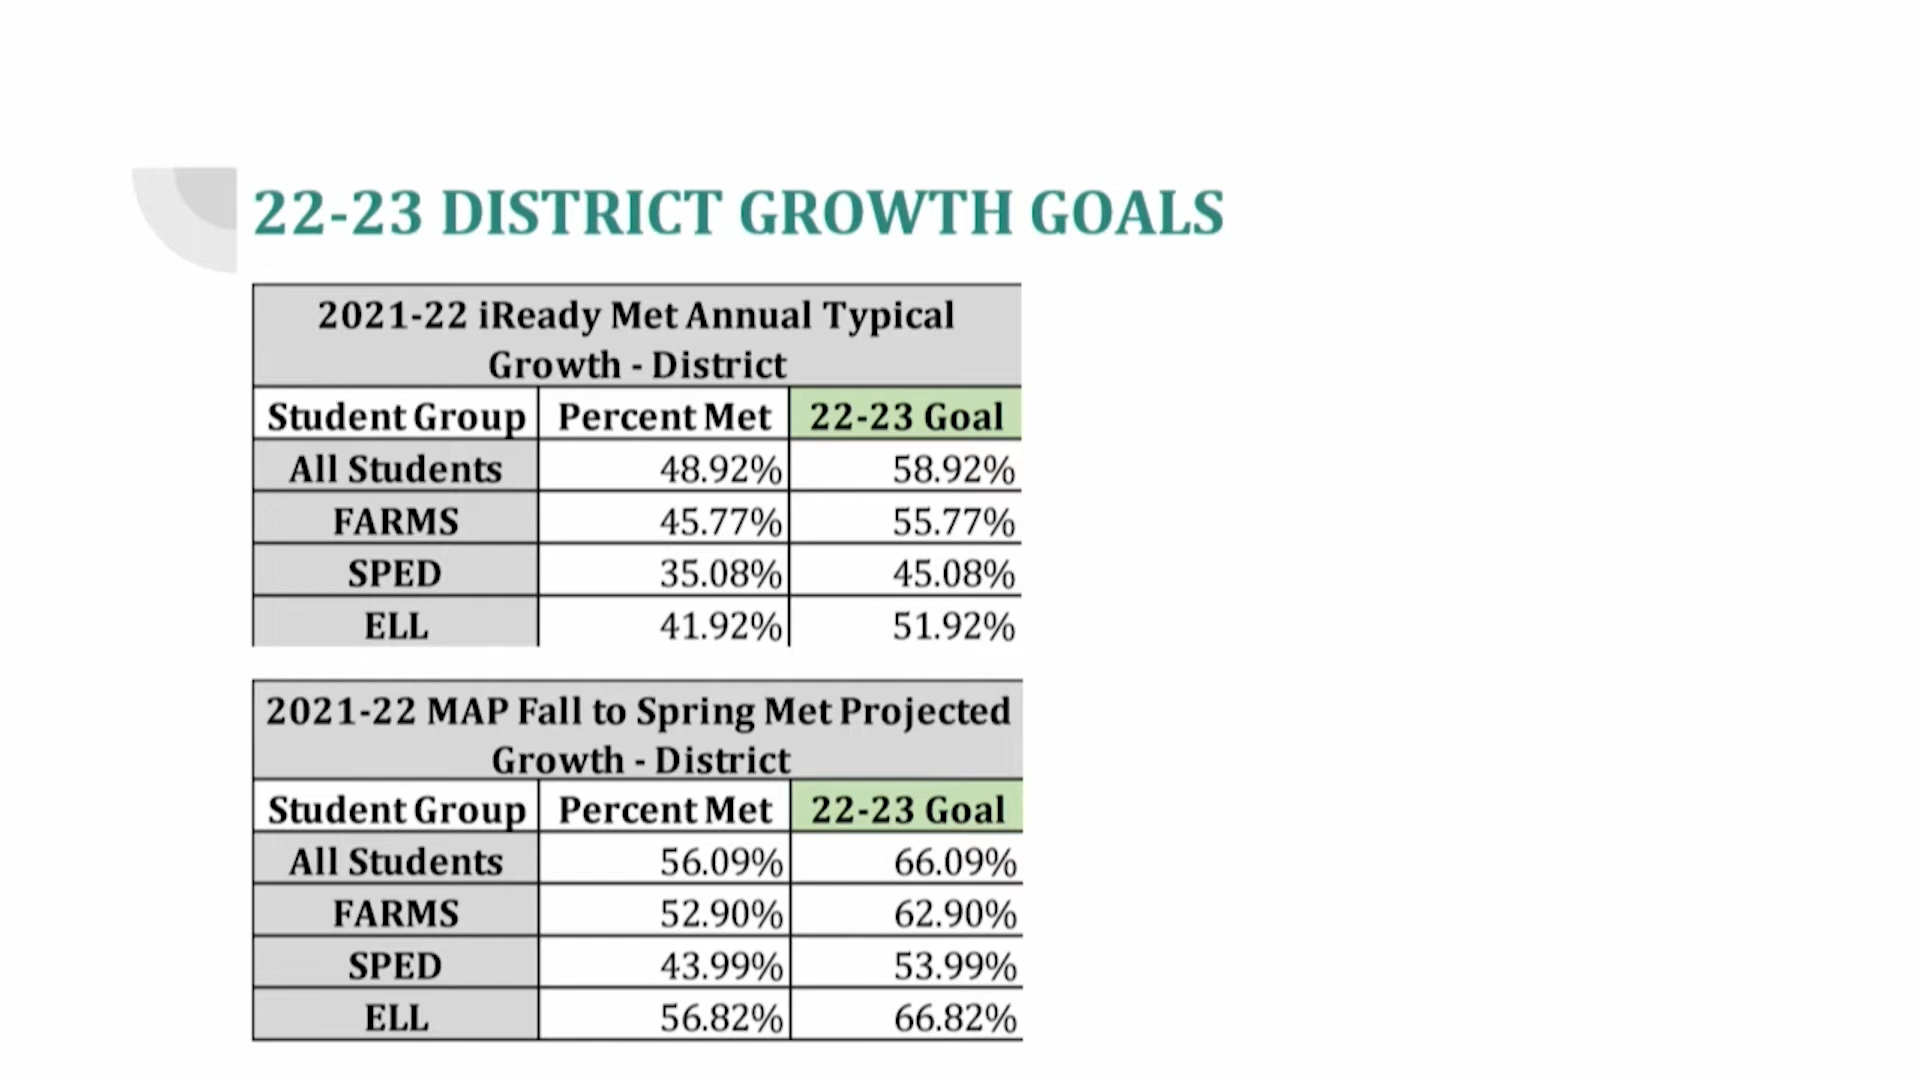 22-23 DISTRICT GROWTH GOALS
2021-22 iReady Met Annual Typical
Growth - District
Student Group Percent Met 22-23 Goal
All Students 48.92% 58.92%
FARMS 45.77% 55.77%
SPED 35.08% 45.08%
ELL 41.92% 51.92%
2021-22 MAP Fall to Spring Met Projected
Growth - District
Student Group Percent Met 22-23 Goal
All Students 56.09% 66.09%
FARMS 52.90% 62.90%
SPED 43.99% 53.99%
ELL 56.82% 66.82%